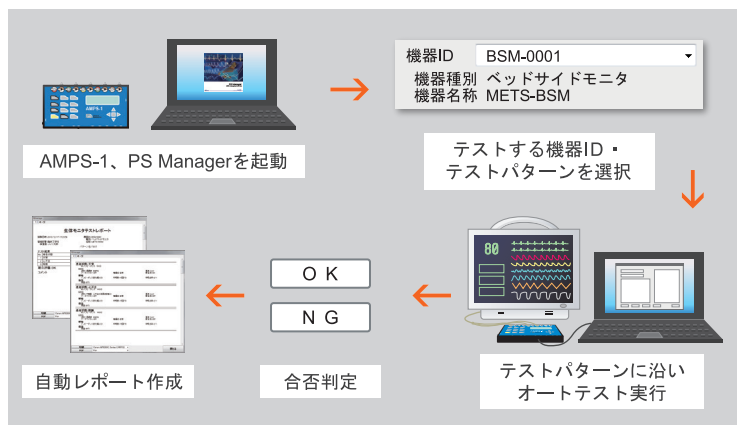 AMPS-1
AMPS-1、PS Managerを起動
機器ID BSM-0001
機器種別 ベッドサイドモニタ
機器名称 METS-BSM
テストする機器ID・
テストパターンを選択
80
テストパターンに沿い
オートテスト実行
OK
NG
合否判定
生体モニタテストレポート
自動レポート作成